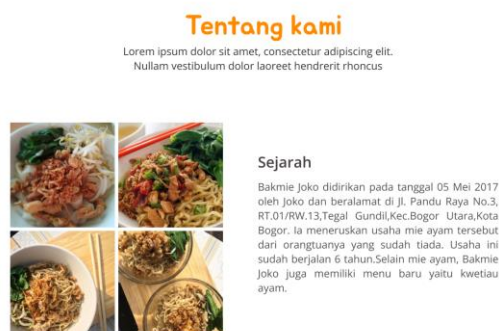 Tentang kami
Lorem ipsum dolor sit amet, consectetur adipiscing elit.
Nullam vestibulum dolor laoreet hendrerit rhoncus
Sejarah
Bakmie Joko didirikan pada tanggal 05 Mei 2017
oleh Joko dan beralamat di Jl. Pandu Raya No.3,
RT.01/RW.13,Tegal Gundil,Kec.Bogor Utara,Kota
Bogor. Ia meneruskan usaha mie ayam tersebut
dari orangtuanya yang sudah tiada. Usaha ini
sudah berjalan 6 tahun.Selain mie ayam, Bakmie
Joko juga memiliki menu baru yaitu kwetiau
ayam.